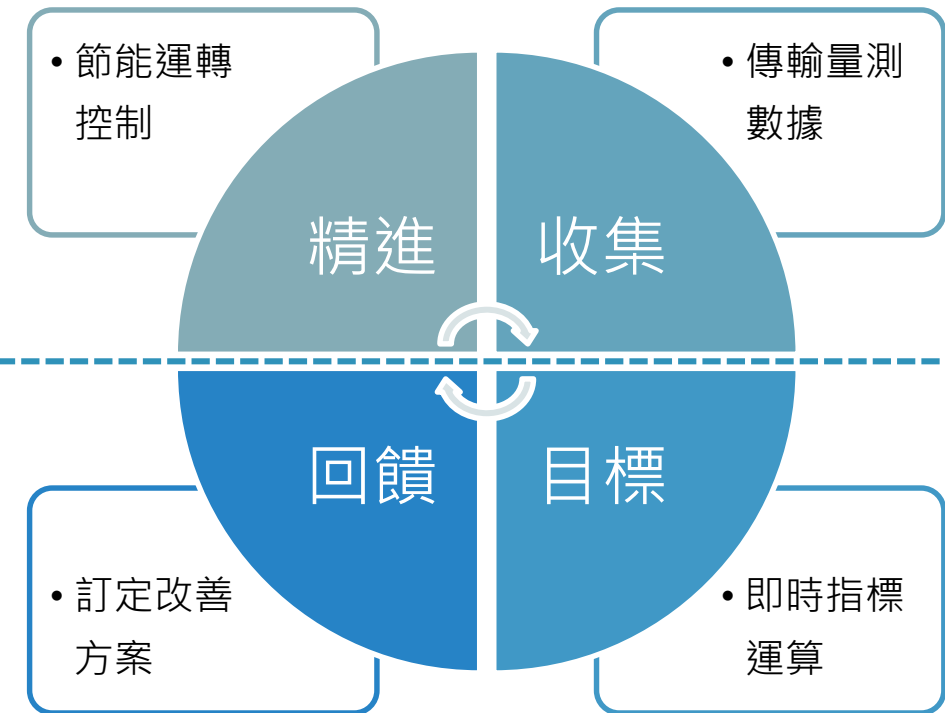 • 節能運轉
控制
• 傳輸量測
數據
精進
收集
回饋
目標
• 訂定改善
方案
• 即時指標
運算